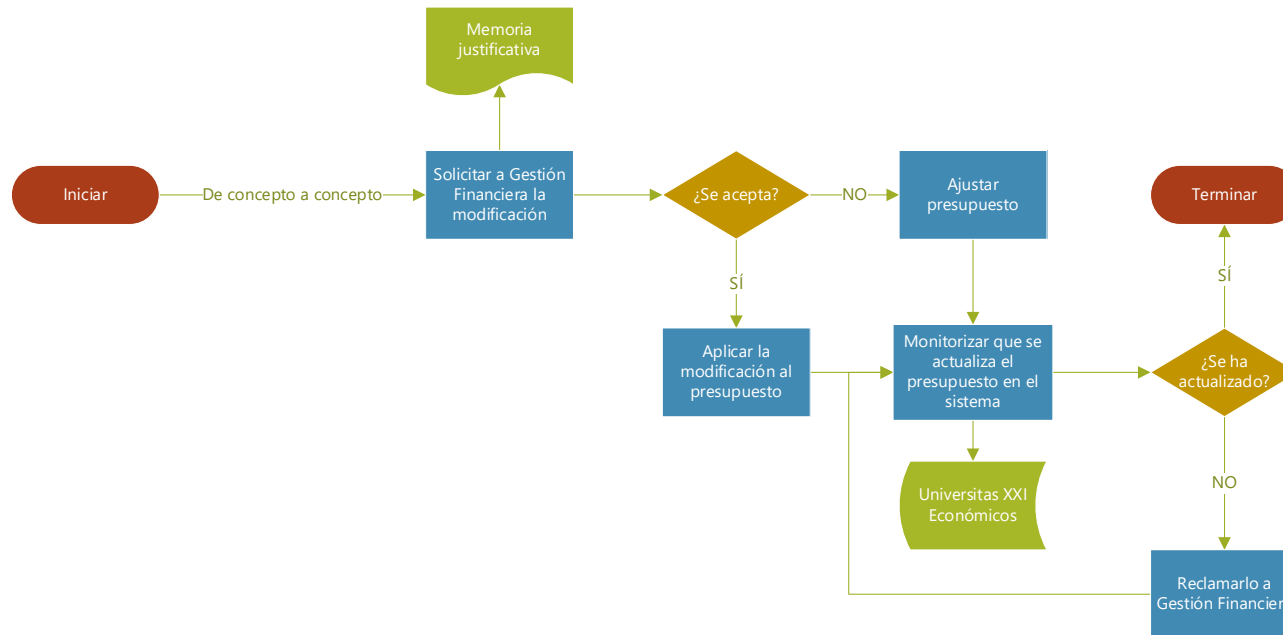 Memoria
justificativa
Iniciar
De concepto a concepto
Solicitar a Gestión
Financiera la
modificación
¿Se acepta?
NO
Ajustar
presupuesto
Terminar
SÍ
SÍ
Aplicar la
modificación al
presupuesto
Monitorizar que se
actualiza el
presupuesto en el
sistema
¿Se ha
actualizado?
Universitas XXI
Económicos
NO
Reclamarlo a
Gestión Financier